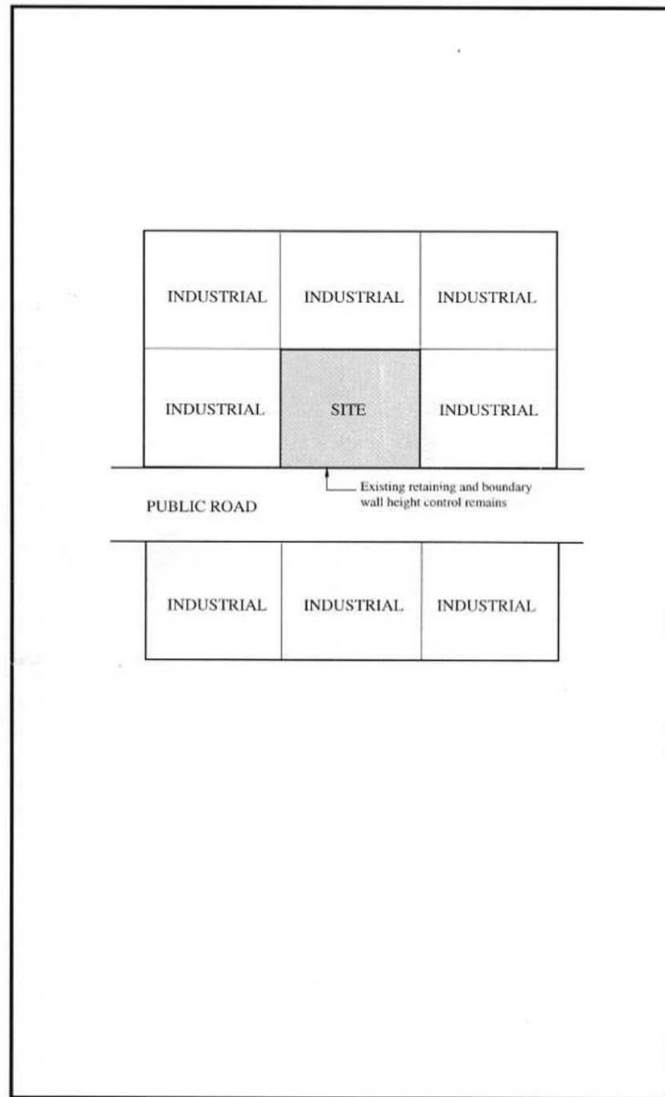 INDUSTRIAL INDUSTRIAL INDUSTRIAL
INDUSTRIAL SITE INDUSTRIAL
Existing retaining and boundary
wall height control remains
PUBLIC ROAD
INDUSTRIAL INDUSTRIAL INDUSTRIAL